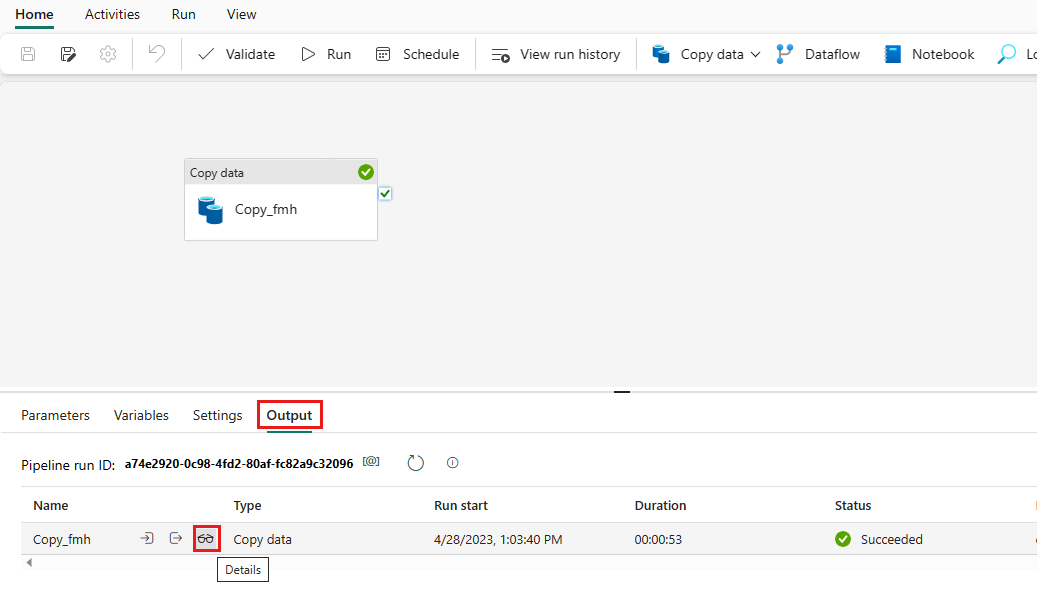 Home Activities Run View
Validate Run Schedule View run history Copy data Dataflow Notebook Lo
Copy data
Copy_fmh
Parameters Variables Settings Output
Pipeline run ID: a74e2920-0c98-4fd2-80af-fc82a9c32096 [@]
Name Type Run start Duration Status
Copy_fmh Copy data 4/28/2023, 1:03:40 PM 00:00:53 Succeeded
Details